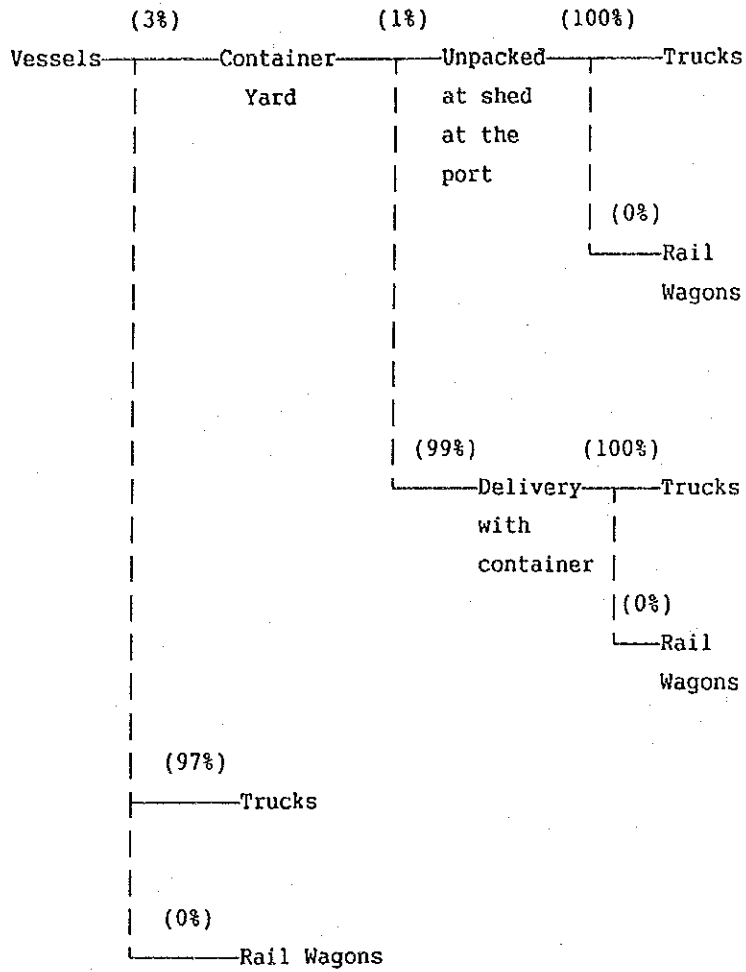 (3%) (1%) (100%)
Vessels Container Unpacked Trucks
Yard at shed
at the
port
(0%)
Rail
Wagons
(99%) (100%)
Delivery Trucks
with
container
(0%)
Rail
Wagons
(97%)
Trucks
(0%)
Rail Wagons